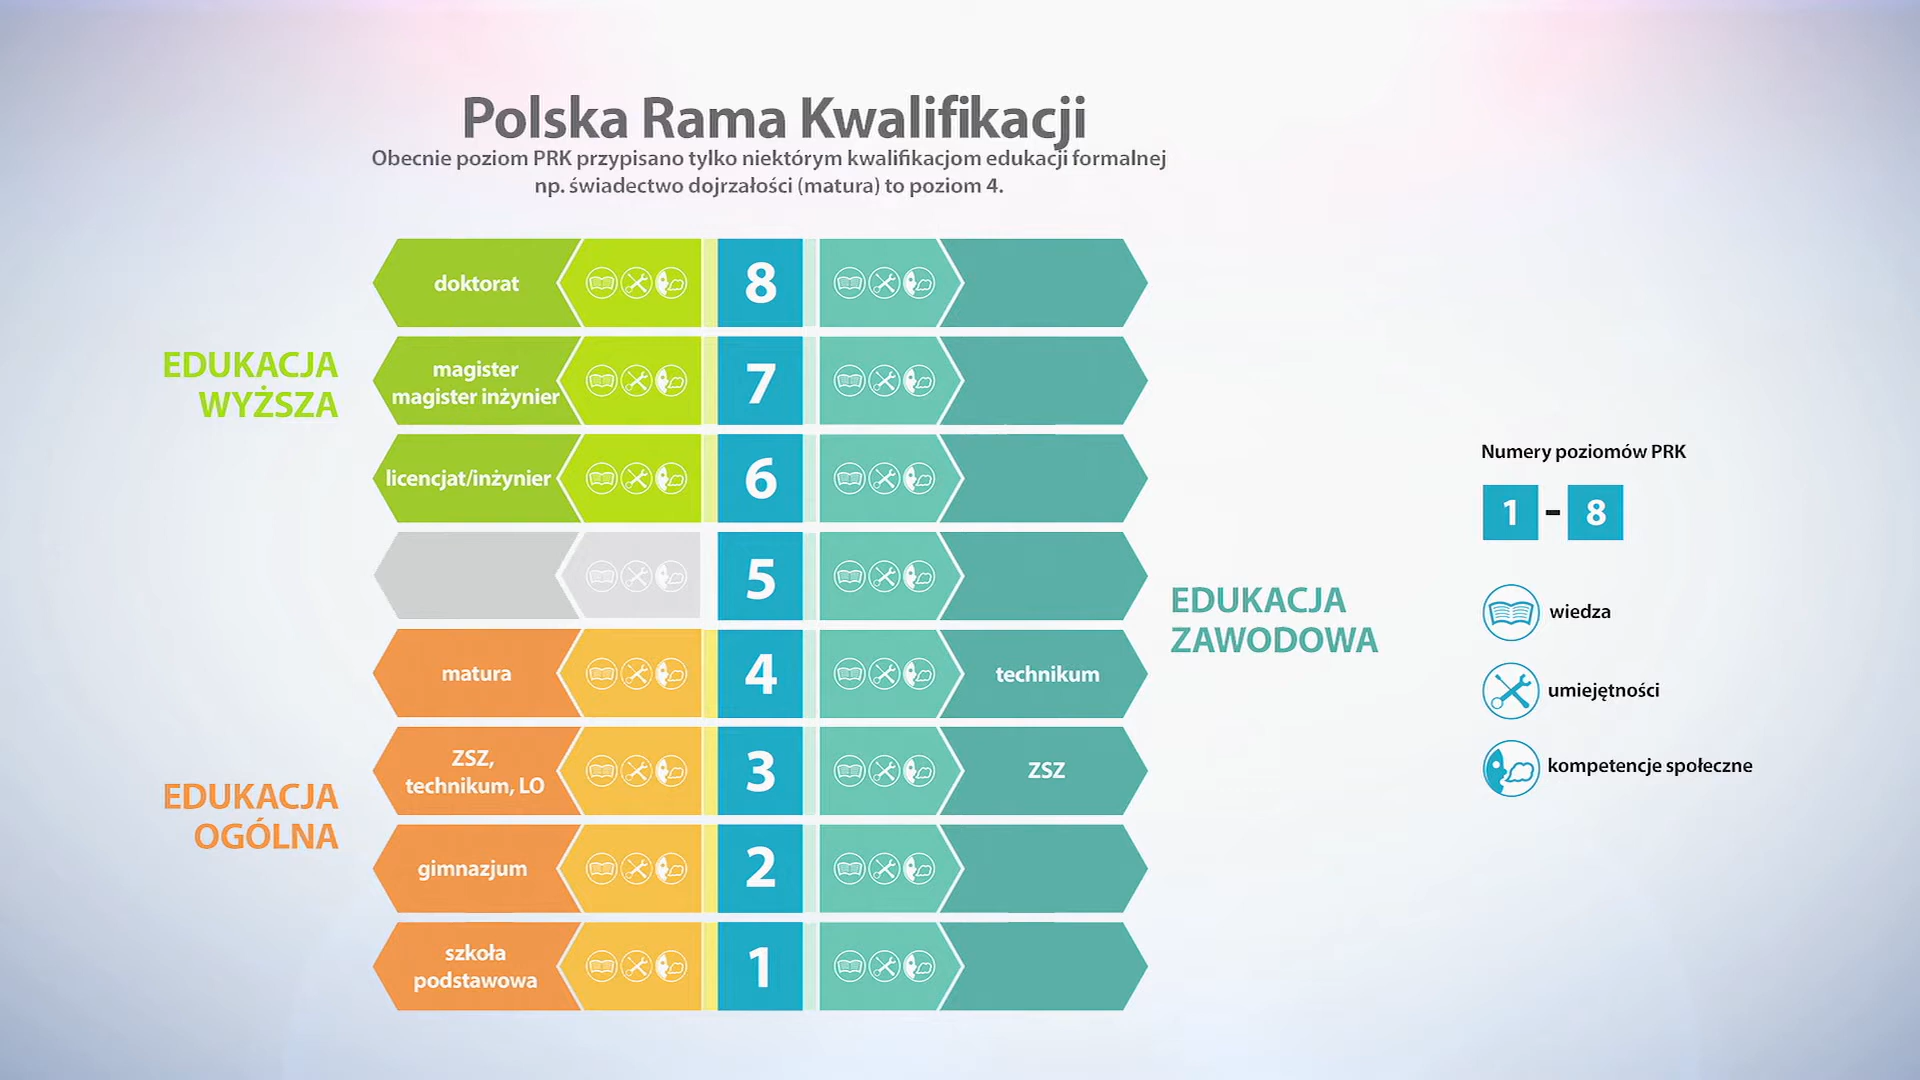 Polska Rama Kwalifikacji
Obecnie poziom PRK przypisano tylko niektórym kwalifikacjom edukacji formalnej
np. świadectwo dojrzałości (matura) to poziom 4.
EDUKACJA
WYŻSZA
doktorat
8
magister
magister inżynier
7
licencjat/inżynier
6
5
EDUKACJA
ZAWODOWA
matura
4
technikum
EDUKACJA
OGÓLNA
ZSZ,
technikum, LO
3
ZSZ
gimnazjum
2
szkoła
podstawowa
1
Numery poziomów PRK
1 - 8
wiedza
umiejętności
kompetencje społeczne